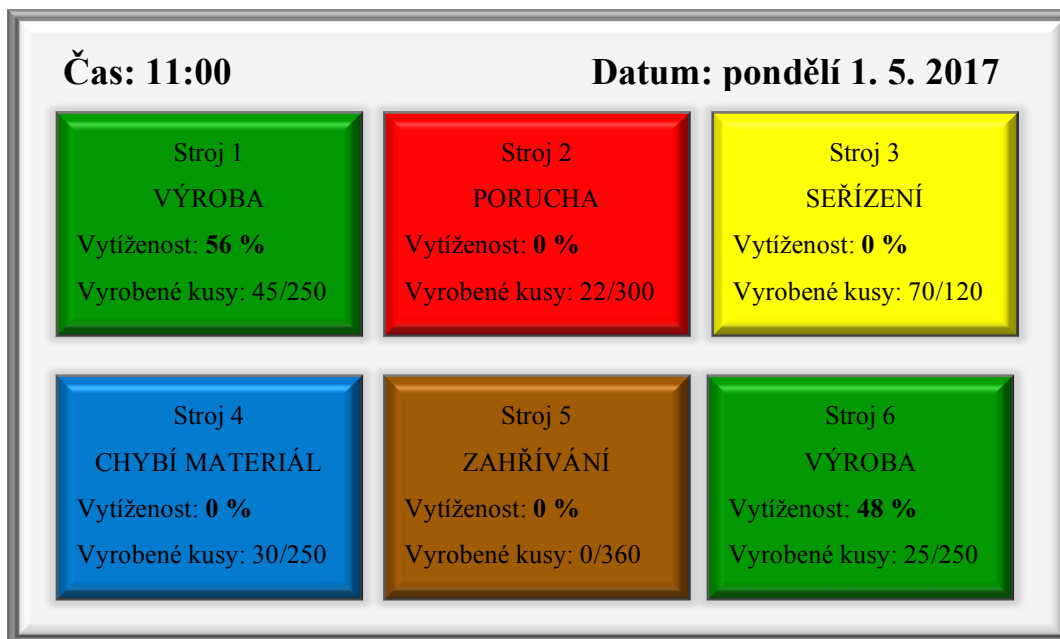 Čas: 11:00
Datum: pondělí 1. 5. 2017
Stroj 1
VÝROBA
Vytíženost: 56 %
Vyrobené kusy: 45/250
Stroj 2
PORUCHA
Vytíženost: 0 %
Vyrobené kusy: 22/300
Stroj 3
SEŘÍZENÍ
Vytíženost: 0 %
Vyrobené kusy: 70/120
Stroj 4
CHYBÍ MATERIÁL
Vytíženost: 0 %
Vyrobené kusy: 30/250
Stroj 5
ZAHŘÍVÁNÍ
Vytíženost: 0 %
Vyrobené kusy: 0/360
Stroj 6
VÝROBA
Vytíženost: 48 %
Vyrobené kusy: 25/250